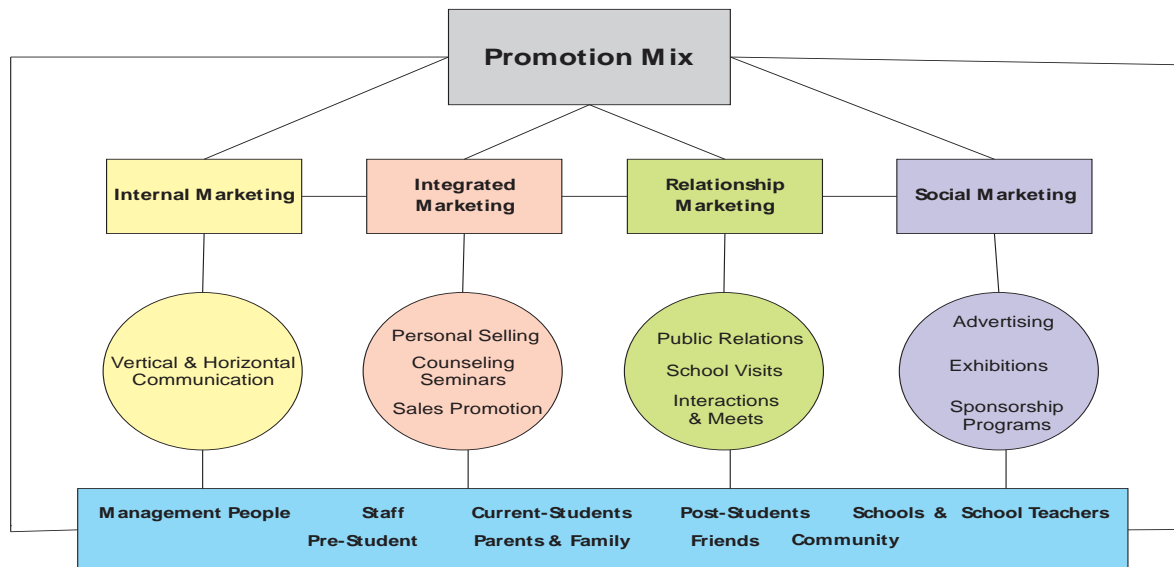 Promotion Mix
Internal Marketing
Integrated
Marketing
Relationship
Marketing
Social Marketing
Vertical & Horizontal
Communication
Personal Selling
Counseling
Seminars
Sales Promotion
Public Relations
School Visits
Interactions
& Meets
Advertising
Exhibitions
Sponsorship
Programs
Management People Staff Current-Students Post-Students Schools & School Teachers
Pre-Student Parents & Family Friends Community